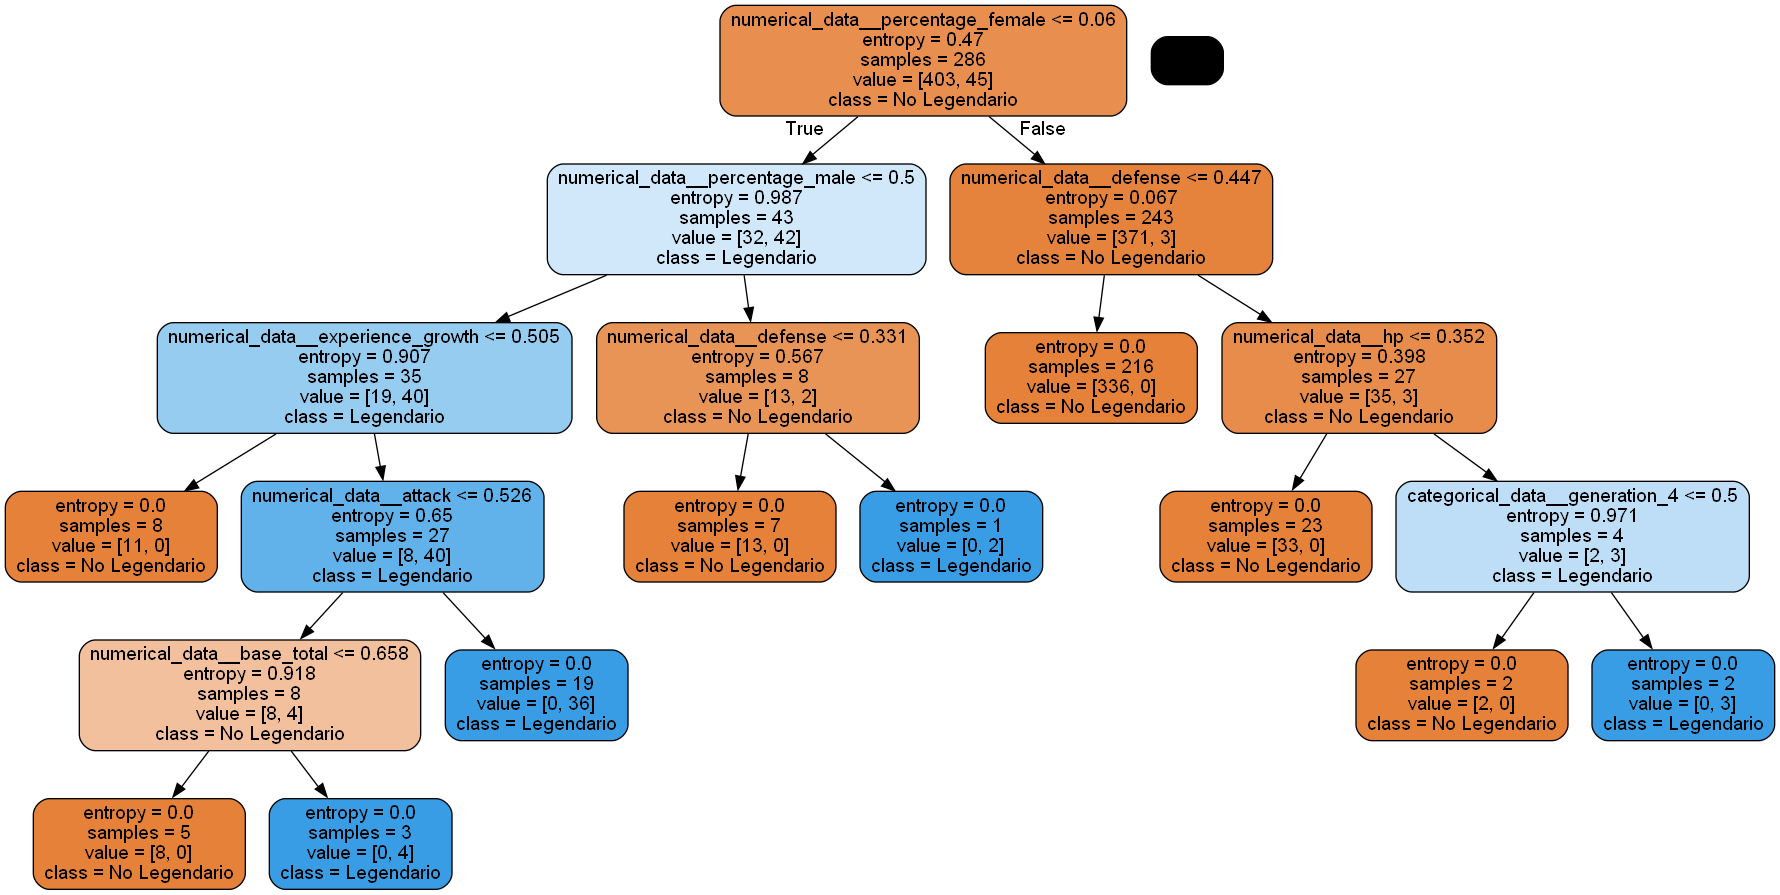 numerical_data__percentage_female <= 0.06
entropy = 0.47
samples = 286
value = [403, 45]
class = No Legendario
True
False
numerical_data__percentage_male <= 0.5
entropy = 0.987
samples = 43
value = [32, 42]
class = Legendario
numerical_data__defense <= 0.447
entropy = 0.067
samples = 243
value = [371, 3]
class = No Legendario
numerical_data__experience_growth <= 0.505
entropy = 0.907
samples = 35
value = [19, 40]
class = Legendario
numerical_data__defense <= 0.331
entropy = 0.567
samples = 8
value = [13, 2]
class = No Legendario
entropy = 0.0
samples = 216
value = [336, 0]
class = No Legendario
numerical_data__hp <= 0.352
entropy = 0.398
samples = 27
value = [35, 3]
class = No Legendario
entropy = 0.0
samples = 8
value = [11, 0]
class = No Legendario
numerical_data__attack <= 0.526
entropy = 0.65
samples = 27
value = [8, 40]
class = Legendario
entropy = 0.0
samples = 7
value = [13, 0]
class = No Legendario
entropy = 0.0
samples = 1
value = [0, 2]
class = Legendario
entropy = 0.0
samples = 23
value = [33, 0]
class = No Legendario
categorical_data__generation_4 <= 0.5
entropy = 0.971
samples = 4
value = [2, 3]
class = Legendario
numerical_data__base_total <= 0.658
entropy = 0.918
samples = 8
value = [8, 4]
class = No Legendario
entropy = 0.0
samples = 19
value = [0, 36]
class = Legendario
entropy = 0.0
samples = 2
value = [2, 0]
class = No Legendario
entropy = 0.0
samples = 2
value = [0, 3]
class = Legendario
entropy = 0.0
samples = 5
value = [8, 0]
class = No Legendario
entropy = 0.0
samples = 3
value = [0, 4]
class = Legendario